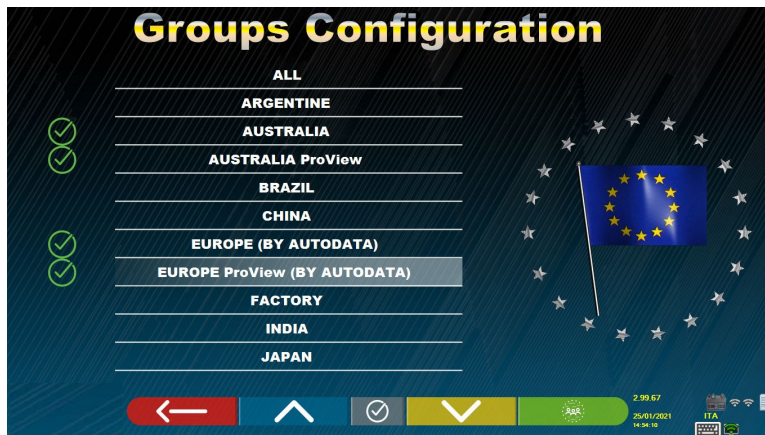 Groups Configuration
ALL
ARGENTINE
AUSTRALIA
AUSTRALIA ProView
BRAZIL
CHINA
EUROPE (BY AUTODATA)
EUROPE ProView (BY AUTODATA)
FACTORY
INDIA
JAPAN
2.99.67
25/01/2021
ITA
14:54:10